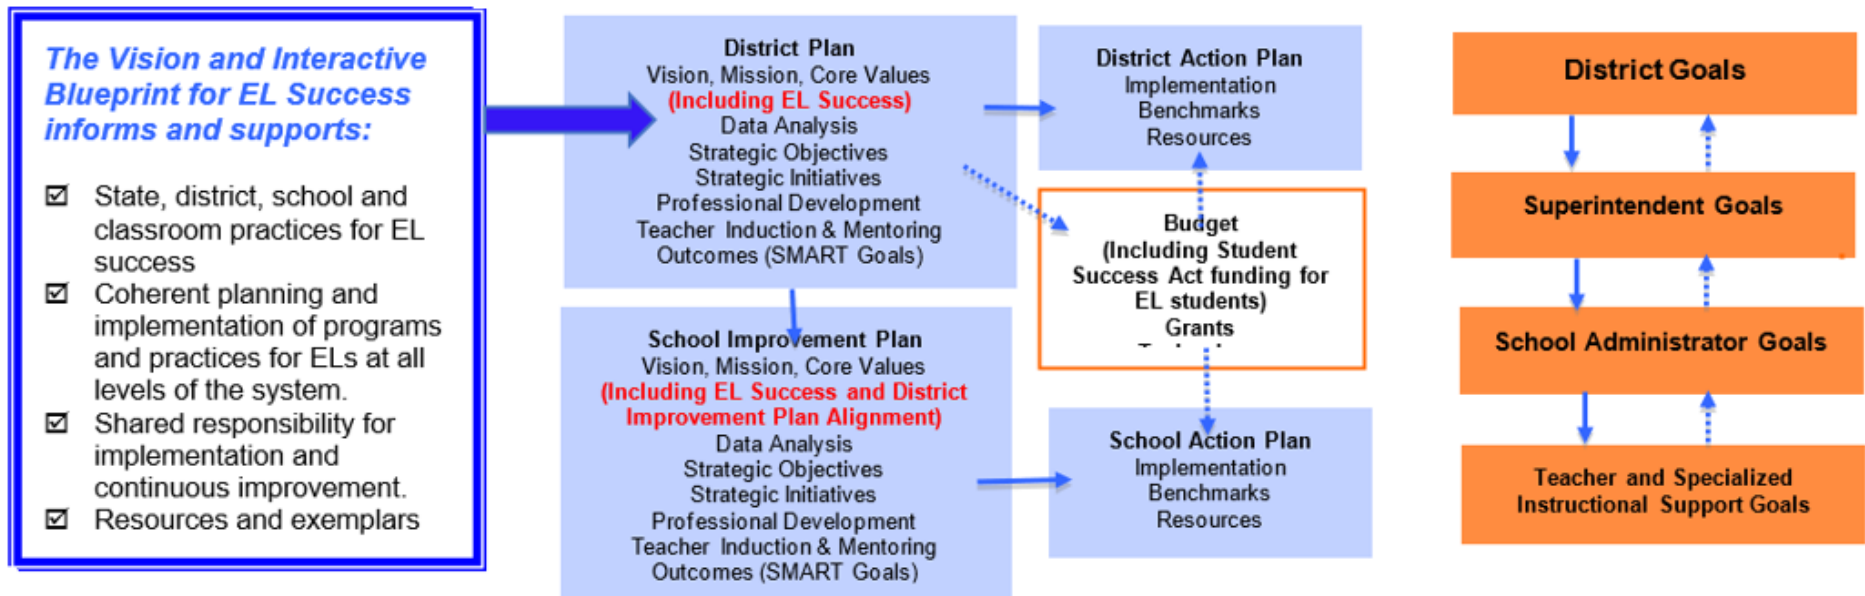 The Vision and Interactive
Blueprint for EL Success
informs and supports:
☑ State, district, school and
classroom practices for EL
success
☑ Coherent planning and
implementation of programs
and practices for ELs at all
levels of the system.
☑ Shared responsibility for
implementation and
continuous improvement.
☑ Resources and exemplars
District Plan
Vision, Mission, Core Values
(Including EL Success)
Data Analysis
Strategic Objectives
Strategic Initiatives
Professional Development
Teacher Induction & Mentoring
Outcomes (SMART Goals)
School Improvement Plan
Vision, Mission, Core Values
(Including EL Success and District
Improvement Plan Alignment)
Data Analysis
Strategic Objectives
Strategic Initiatives
Professional Development
Teacher Induction & Mentoring
Outcomes (SMART Goals)
District Action Plan
Implementation
Benchmarks
Resources
Budget
(Including Student
Success Act funding for
EL students)
Grants
School Action Plan
Implementation
Benchmarks
Resources
District Goals
Superintendent Goals
School Administrator Goals
Teacher and Specialized
Instructional Support Goals